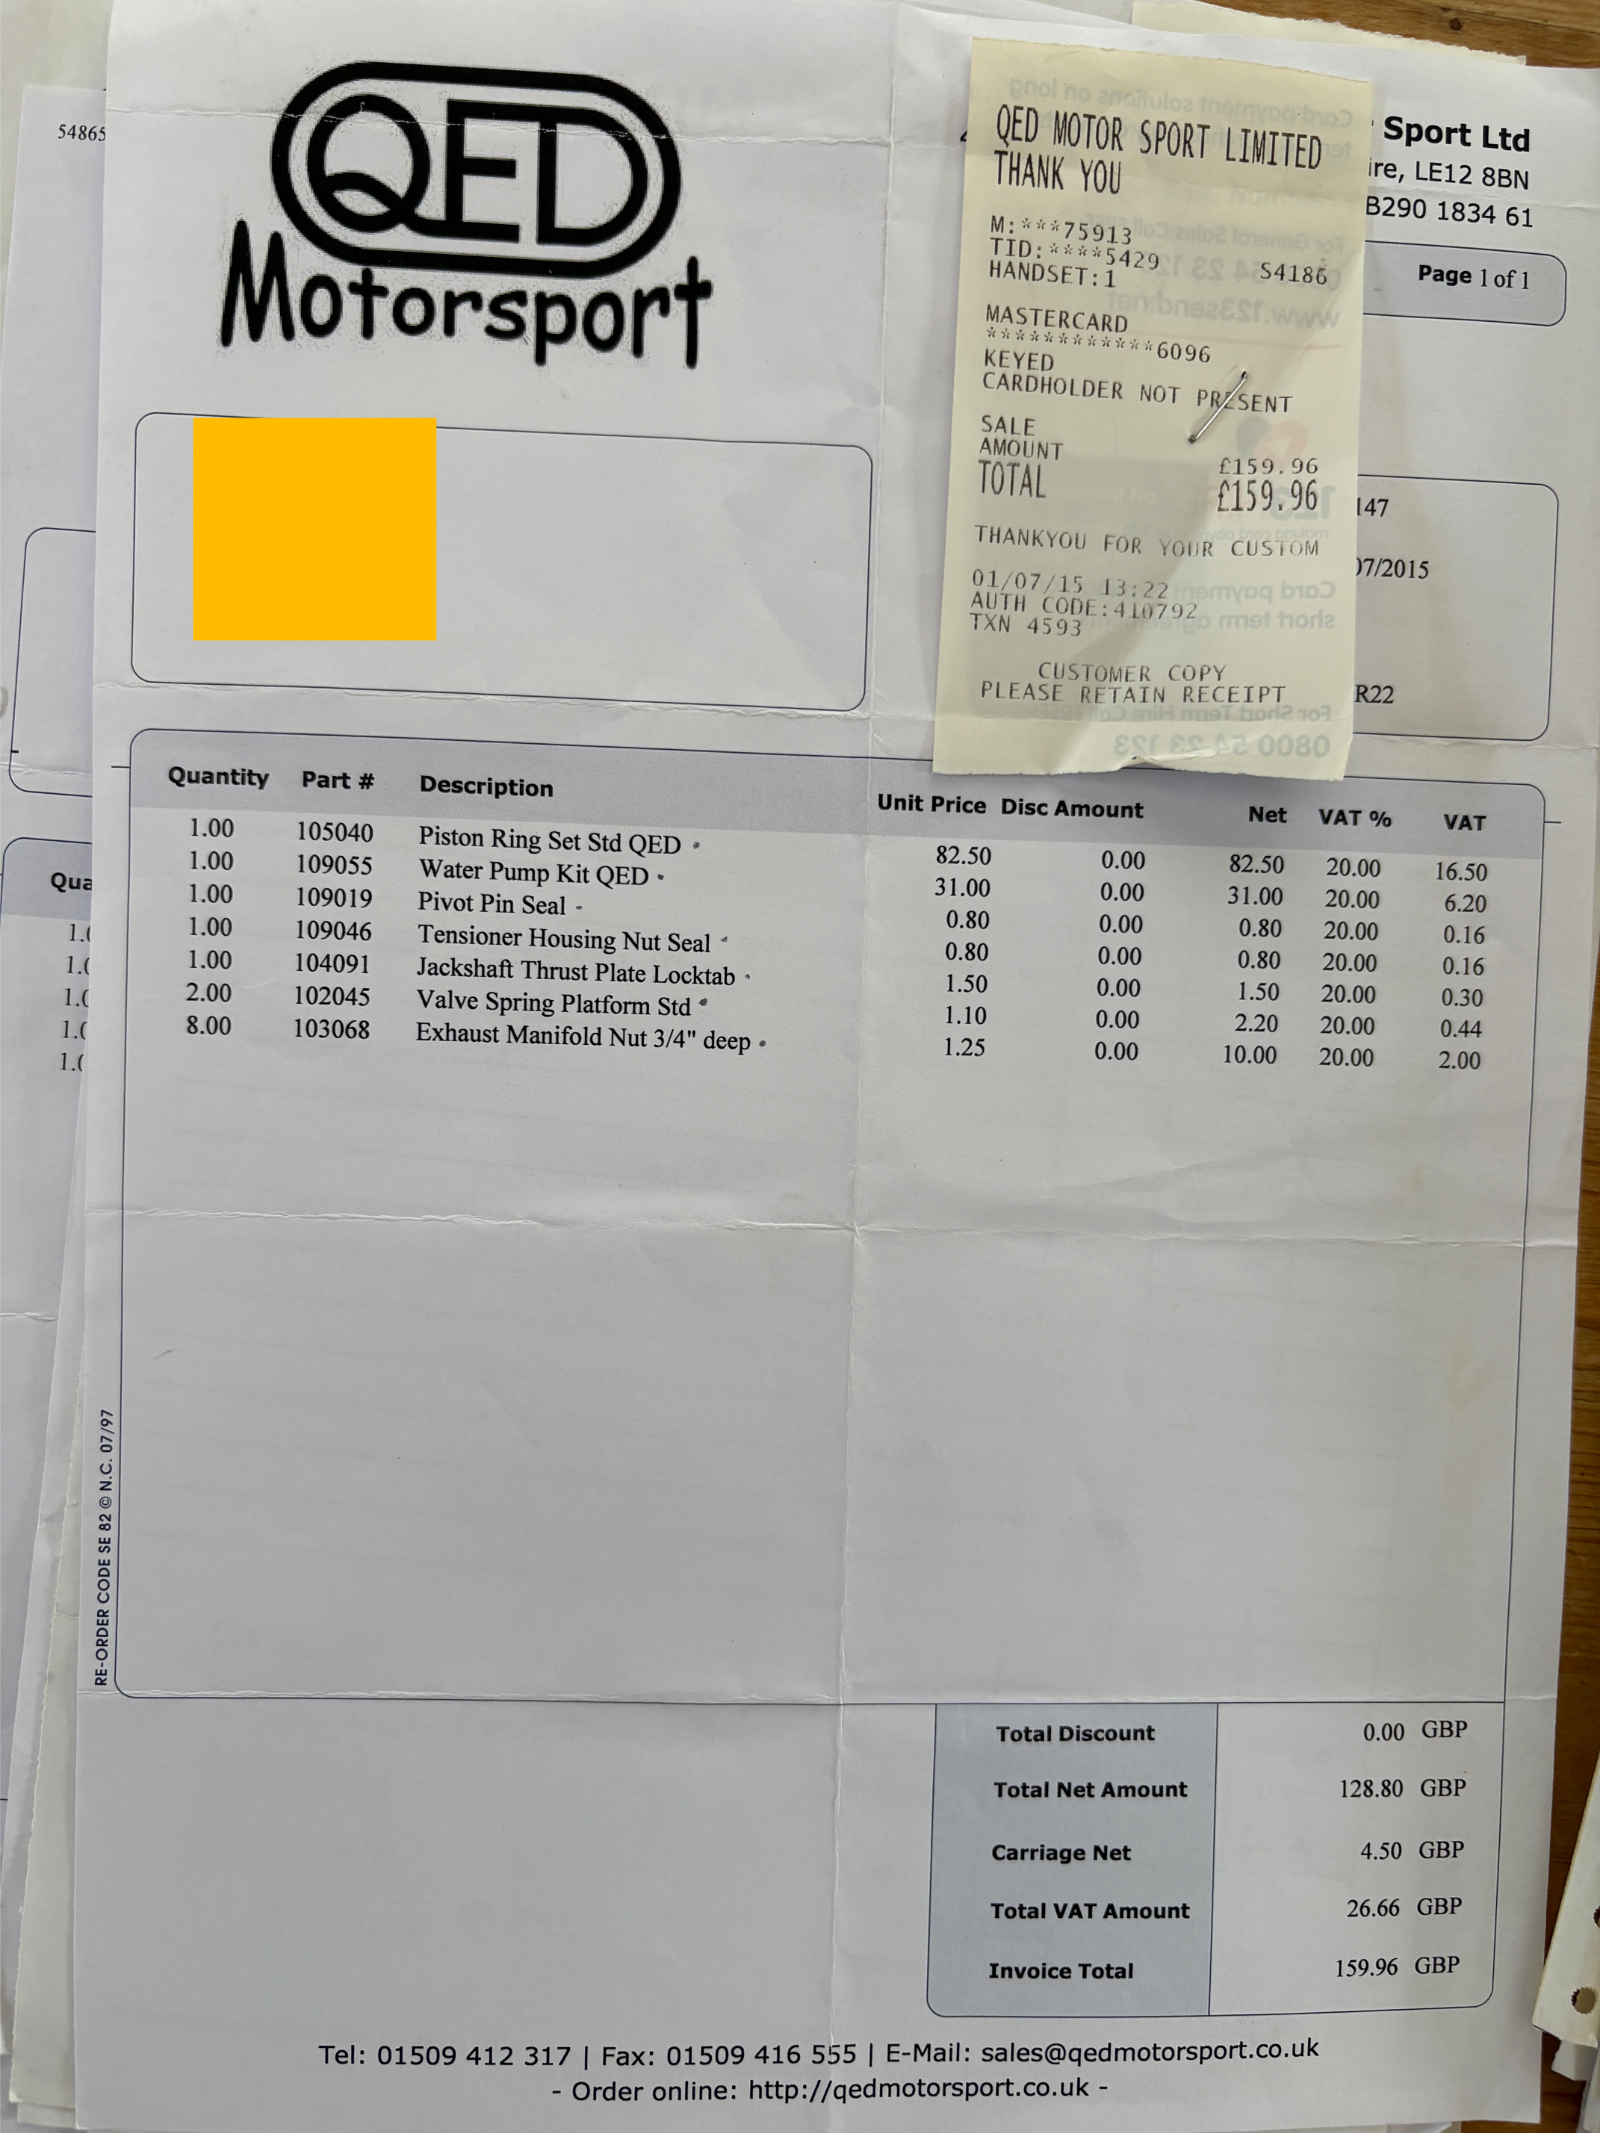 54865
QED
Motorsport
Sport Ltd
LE12 8BN
B290 1834 61
Page 1 of 1
QED MOTOR SPORT LIMITED
THANK YOU
M:***75913
TID:****5429
HANDSET:1 S4186
MASTERCARD
************6096
KEYED
CARDHOLDER NOT PRESENT
SALE
AMOUNT £159.96
TOTAL £159.96
THANKYOU FOR YOUR CUSTOM
01/07/15 13:22
AUTH CODE:410792
TXN 4593
CUSTOMER COPY
PLEASE RETAIN RECEIPT
0800 54 23 123
147
07/2015
R22
Quantity Part # Description Unit Price Disc Amount Net VAT % VAT
1.00 105040 Piston Ring Set Std QED 82.50 0.00 82.50 20.00 16.50
1.00 109055 Water Pump Kit QED 31.00 0.00 31.00 20.00 6.20
1.00 109019 Pivot Pin Seal 0.80 0.00 0.80 20.00 0.16
1.00 109046 Tensioner Housing Nut Seal 0.80 0.00 0.80 20.00 0.16
1.00 104091 Jackshaft Thrust Plate Locktab 1.50 0.00 1.50 20.00 0.30
2.00 102045 Valve Spring Platform Std 1.10 0.00 2.20 20.00 0.44
8.00 103068 Exhaust Manifold Nut 3/4" deep 1.25 0.00 10.00 20.00 2.00
Qua
1.0
1.0
1.0
1.0
1.0
RE-ORDER CODE SE 82 © N.C. 07/97
Total Discount 0.00 GBP
Total Net Amount 128.80 GBP
Carriage Net 4.50 GBP
Total VAT Amount 26.66 GBP
Invoice Total 159.96 GBP
Tel: 01509 412 317 | Fax: 01509 416 555 | E-Mail: sales@qedmotorsport.co.uk
- Order online: http://qedmotorsport.co.uk -